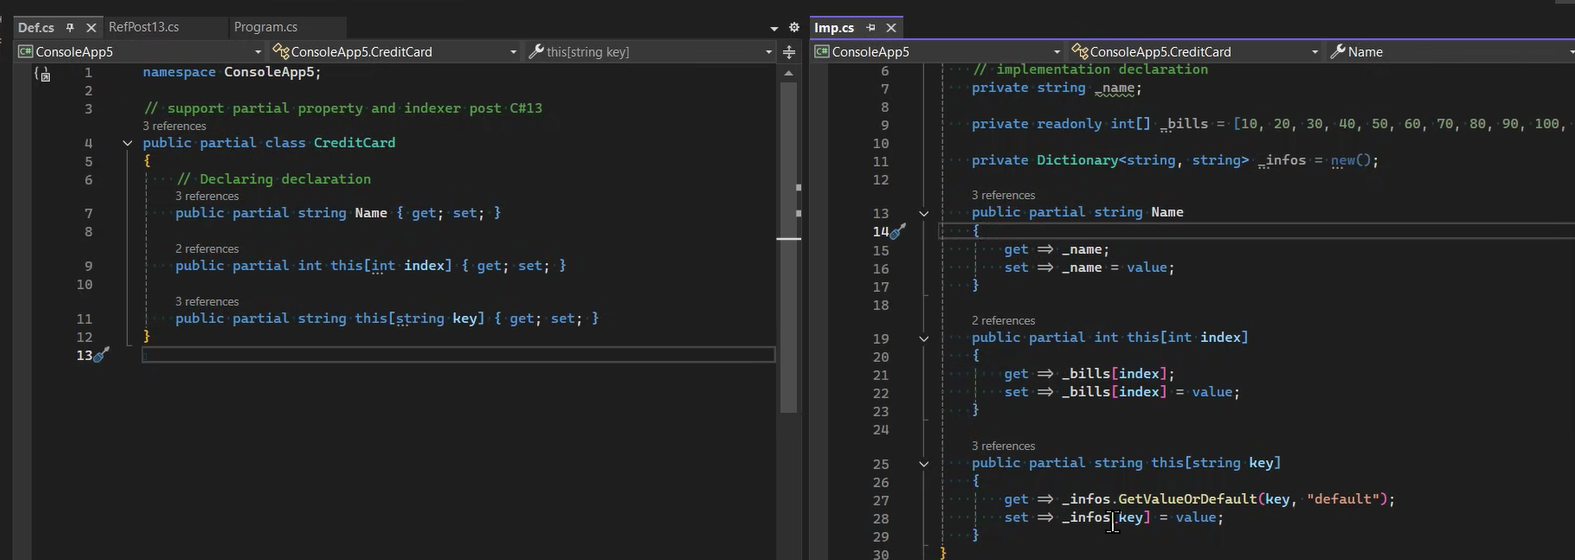 Def.cs
RefPost13.cs
Program.cs
ConsoleApp5
ConsoleApp5.CreditCard
this[string key]
1 namespace ConsoleApp5;
2
3 // support partial property and indexer post C#13
3 references
4 public partial class CreditCard
5 {
6 // Declaring declaration
3 references
7 public partial string Name { get; set; }
8
2 references
9 public partial int this[int index] { get; set; }
10
3 references
11 public partial string this[string key] { get; set; }
12 }
13
Imp.cs
C# ConsoleApp5
ConsoleApp5.CreditCard
Name
6 // implementation declaration
7 private string _name;
8
9 private readonly int[] _bills = [10, 20, 30, 40, 50, 60, 70, 80, 90, 100,
10
11 private Dictionary<string, string> _infos = new();
12
3 references
13 public partial string Name
14 {
15 get => _name;
16 set => _name = value;
17 }
18
2 references
19 public partial int this[int index]
20 {
21 get => _bills[index];
22 set => _bills[index] = value;
23 }
24
3 references
25 public partial string this[string key]
26 {
27 get => _infos.GetValueOrDefault(key, "default");
28 set => _infos[key] = value;
29 }
30 }